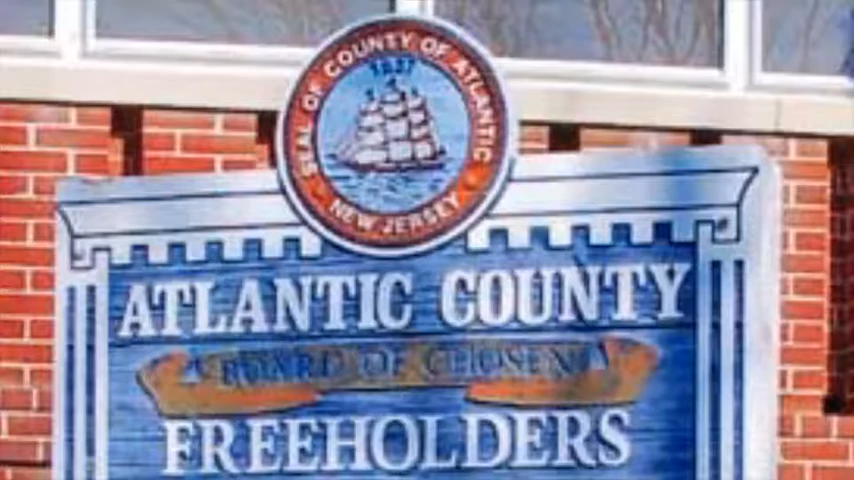 SEAL OF COUNTY OF ATLANTIC
1837
NEW JERSEY
ATLANTIC COUNTY
BOARD OF CHOSEN
FREEHOLDERS